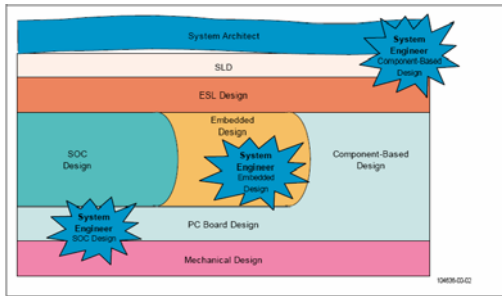 System Architect
System
Engineer
Component-Based
Design
SLD
ESL Design
Embedded
Design
SOC
Design
System
Engineer
Embedded
Design
Component-Based
Design
System
Engineer
SOC Design
PC Board Design
Mechanical Design
104636-03-02